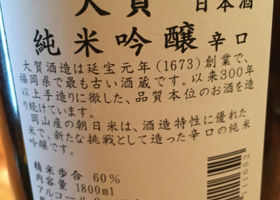 大賀 日本酒
純米吟醸 辛口
大賀酒造は延宝元年(1673)創業で、
福岡県で最も古い酒蔵です。以来300年
以上手造りに徹した、品質本位のお酒を造
り続けています。
岡山産の朝日米は、酒造特性に優れた
米で、新たな挑戦として造った辛口の純米
吟醸です。
精米歩合 60%
内容量 1800ml
アルコール